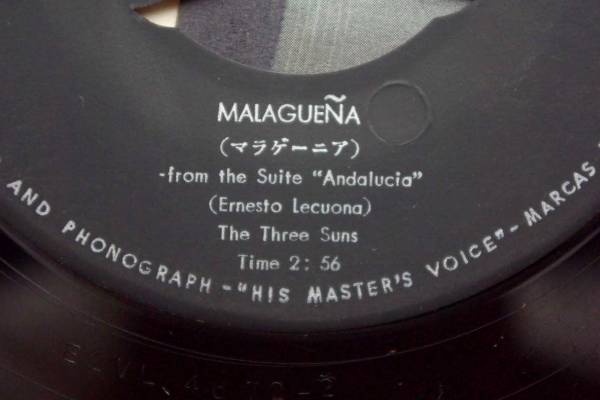 MALAGUEÑA
(マラゲーニア)
-from the Suite “Andalucia”
(Ernesto Lecuona)
The Three Suns
Time 2: 56
AND PHONOGRAPH -“HIS MASTER'S VOICE”- MARCAS